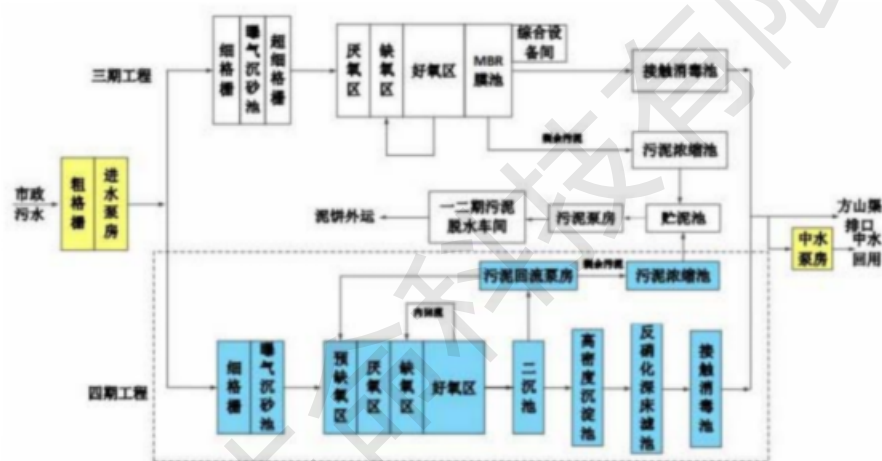 三期工程
细格栅
曝气沉砂池
超细格栅
厌氧区
缺氧区
好氧区
MBR
膜池
综合设
备间
接触消毒池
剩余污泥
污泥浓缩池
市政
污水
粗格栅
进水泵房
泥饼外运
一二期污泥
脱水车间
污泥泵房
贮泥池
方山渠
排口
中水
泵房
中水
回用
污泥回流泵房
剩余污泥
污泥浓缩池
内回流
四期工程
细格栅
曝气沉砂池
预缺氧区
厌氧区
缺氧区
好氧区
二沉池
高密度沉淀池
反硝化深床滤池
接触消毒池